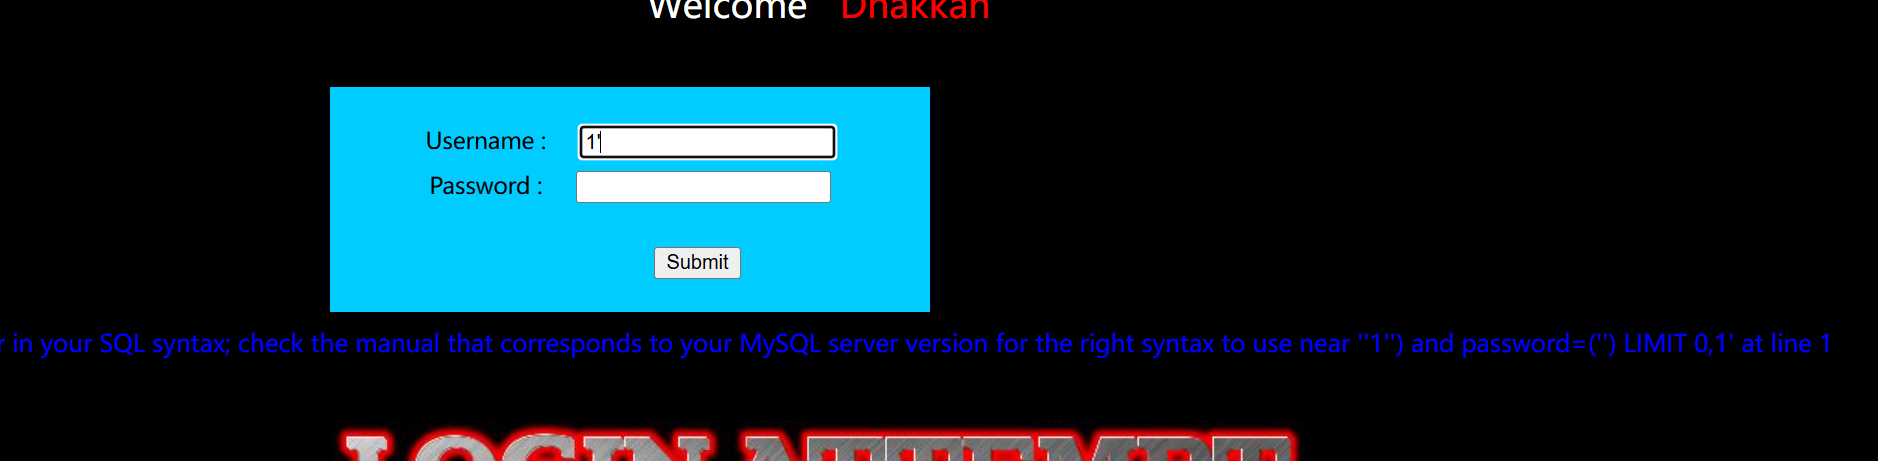 Welcome Dhakkan
Username :
1'
Password :
Submit
r in your SQL syntax; check the manual that corresponds to your MySQL server version for the right syntax to use near ''1'') and password=('') LIMIT 0,1' at line 1
LOGIN ATTEMPT